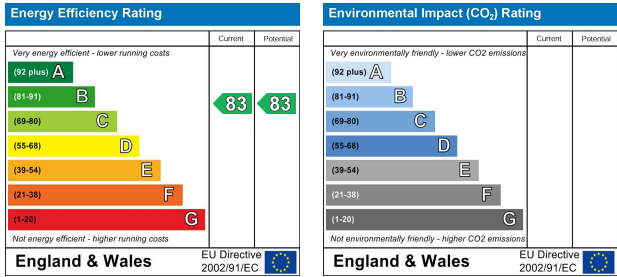 Energy Efficiency Rating
Current Potential
Very energy efficient - lower running costs
(92 plus) A
(81-91) B
83 83
(69-80) C
(55-68) D
(39-54) E
(21-38) F
(1-20) G
Not energy efficient - higher running costs
England & Wales
EU Directive
2002/91/EC
Environmental Impact (CO₂) Rating
Current Potential
Very environmentally friendly - lower CO2 emissions
(92 plus) A
(81-91) B
(69-80) C
(55-68) D
(39-54) E
(21-38) F
(1-20) G
Not environmentally friendly - higher CO2 emissions
England & Wales
EU Directive
2002/91/EC